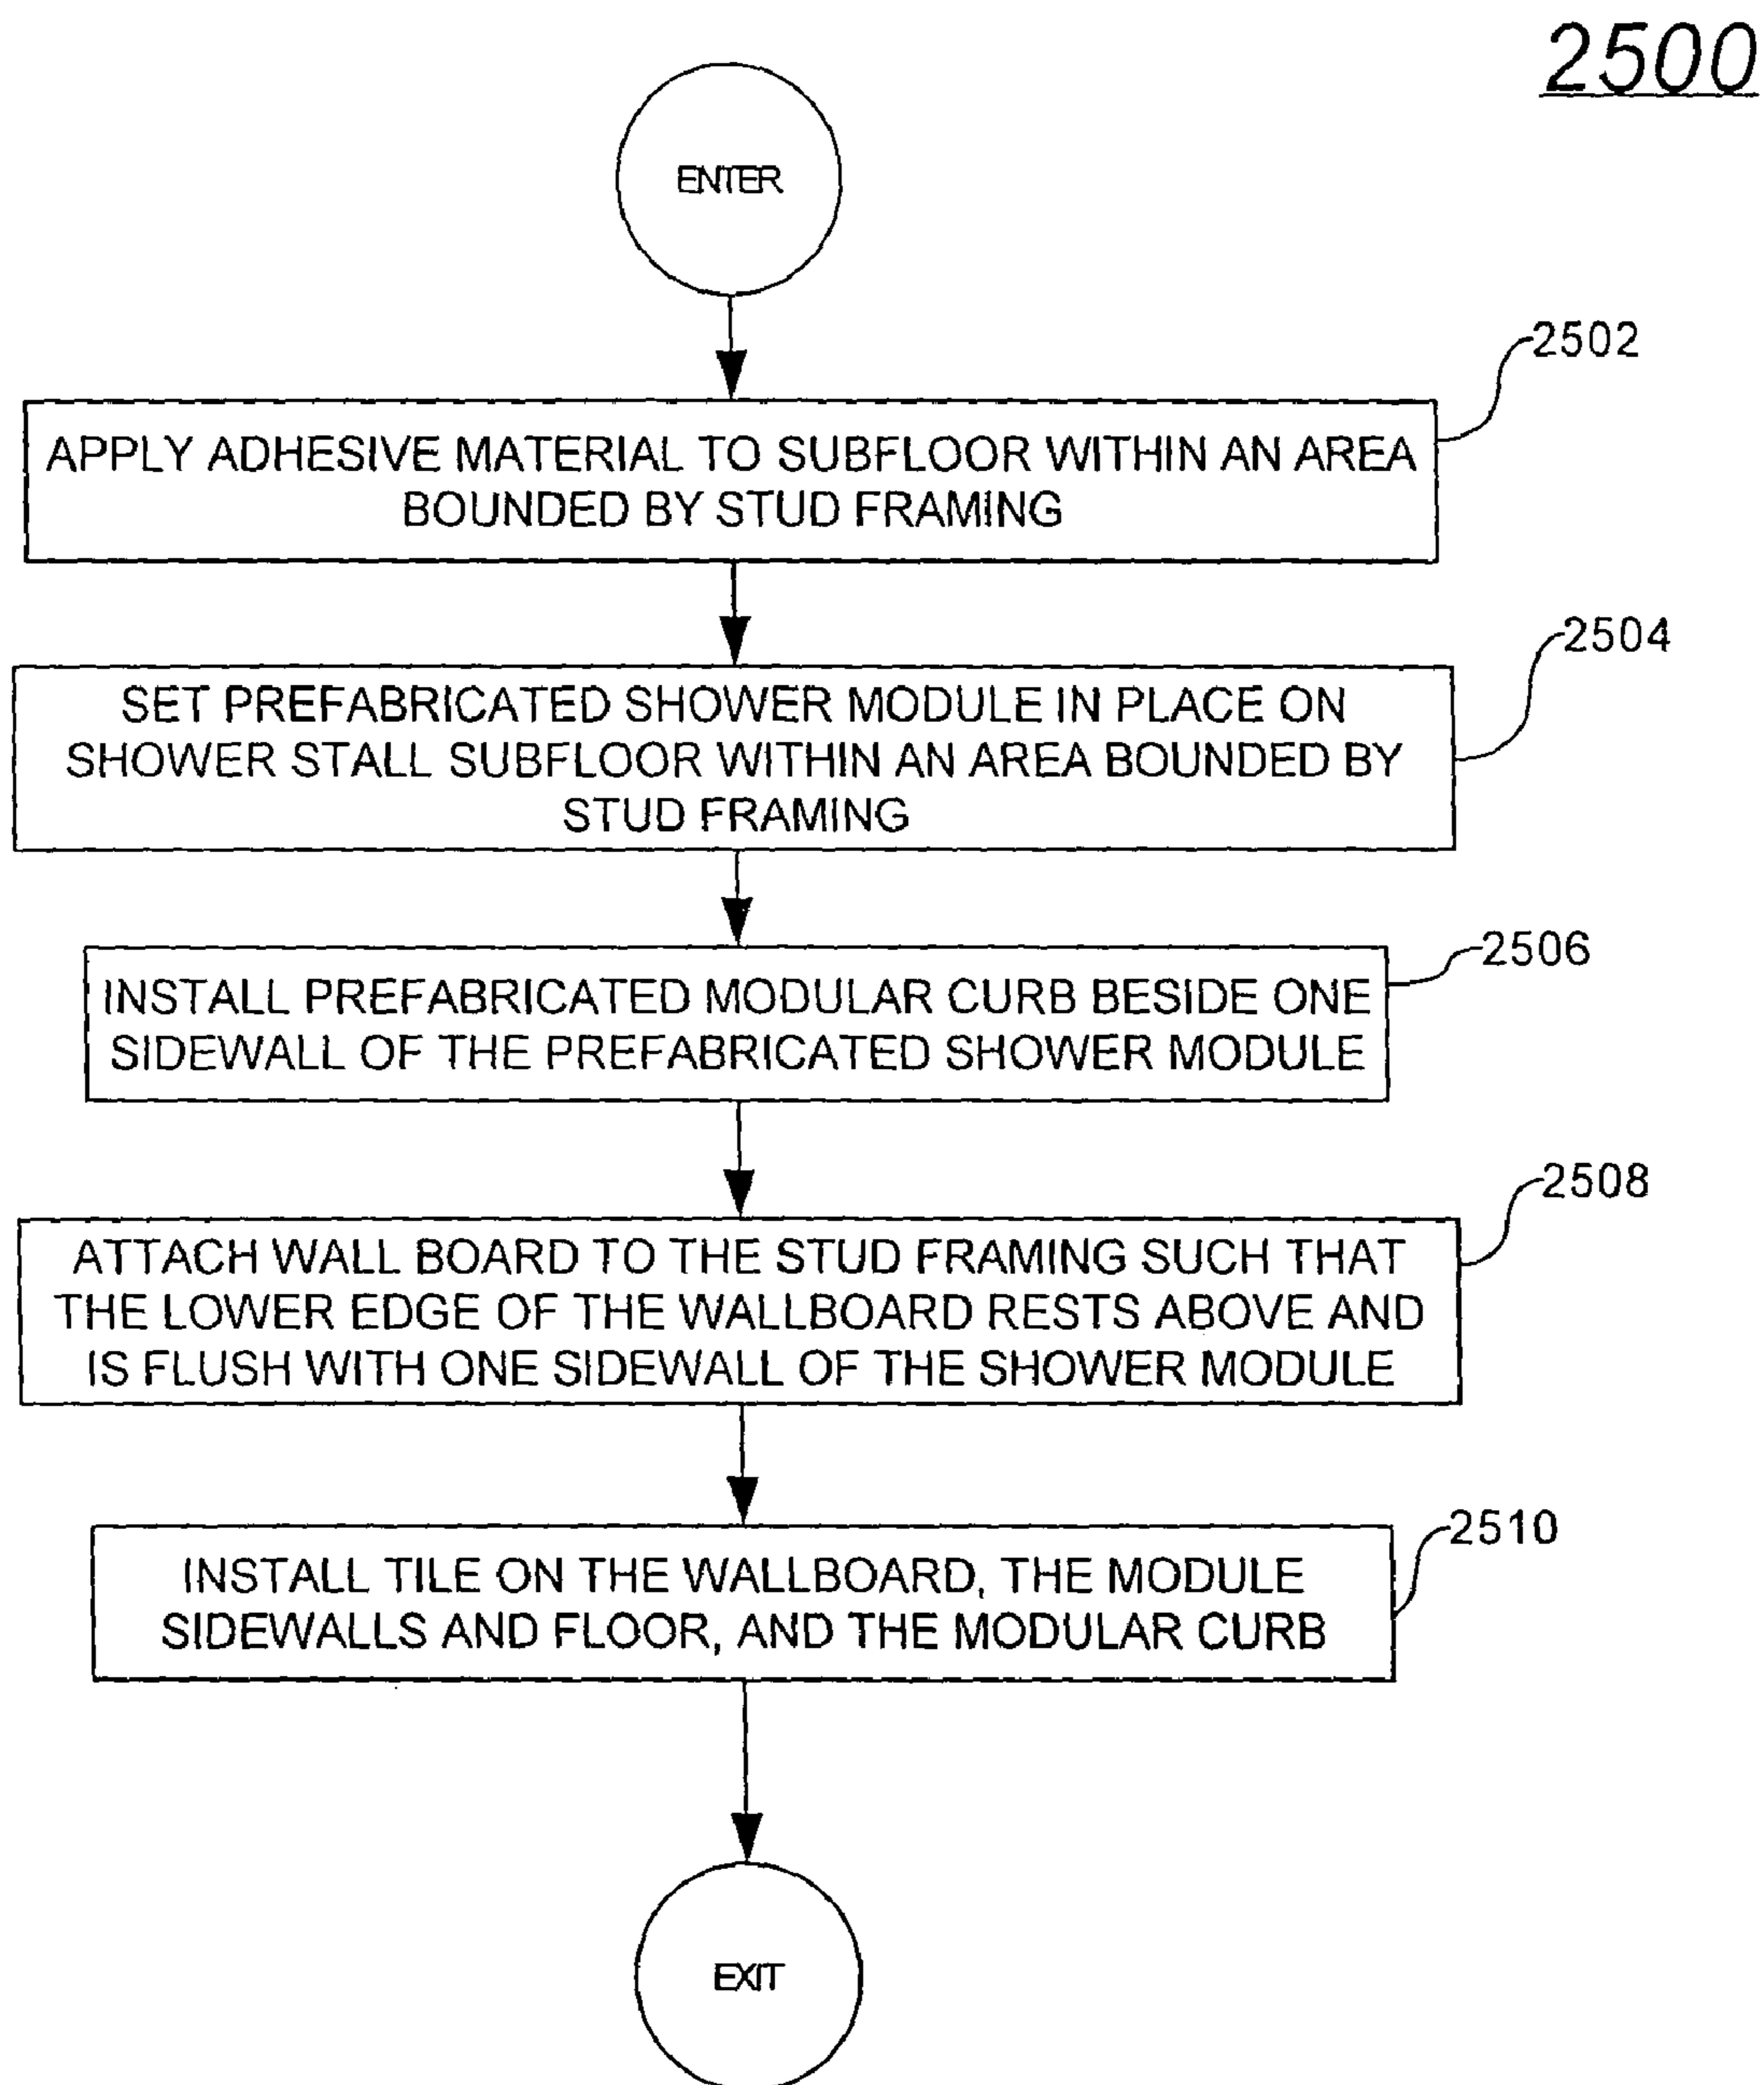 2500
ENTER
2502
APPLY ADHESIVE MATERIAL TO SUBFLOOR WITHIN AN AREA
BOUNDED BY STUD FRAMING
2504
SET PREFABRICATED SHOWER MODULE IN PLACE ON
SHOWER STALL SUBFLOOR WITHIN AN AREA BOUNDED BY
STUD FRAMING
2506
INSTALL PREFABRICATED MODULAR CURB BESIDE ONE
SIDEWALL OF THE PREFABRICATED SHOWER MODULE
2508
ATTACH WALL BOARD TO THE STUD FRAMING SUCH THAT
THE LOWER EDGE OF THE WALLBOARD RESTS ABOVE AND
IS FLUSH WITH ONE SIDEWALL OF THE SHOWER MODULE
2510
INSTALL TILE ON THE WALLBOARD, THE MODULE
SIDEWALLS AND FLOOR, AND THE MODULAR CURB
EXIT